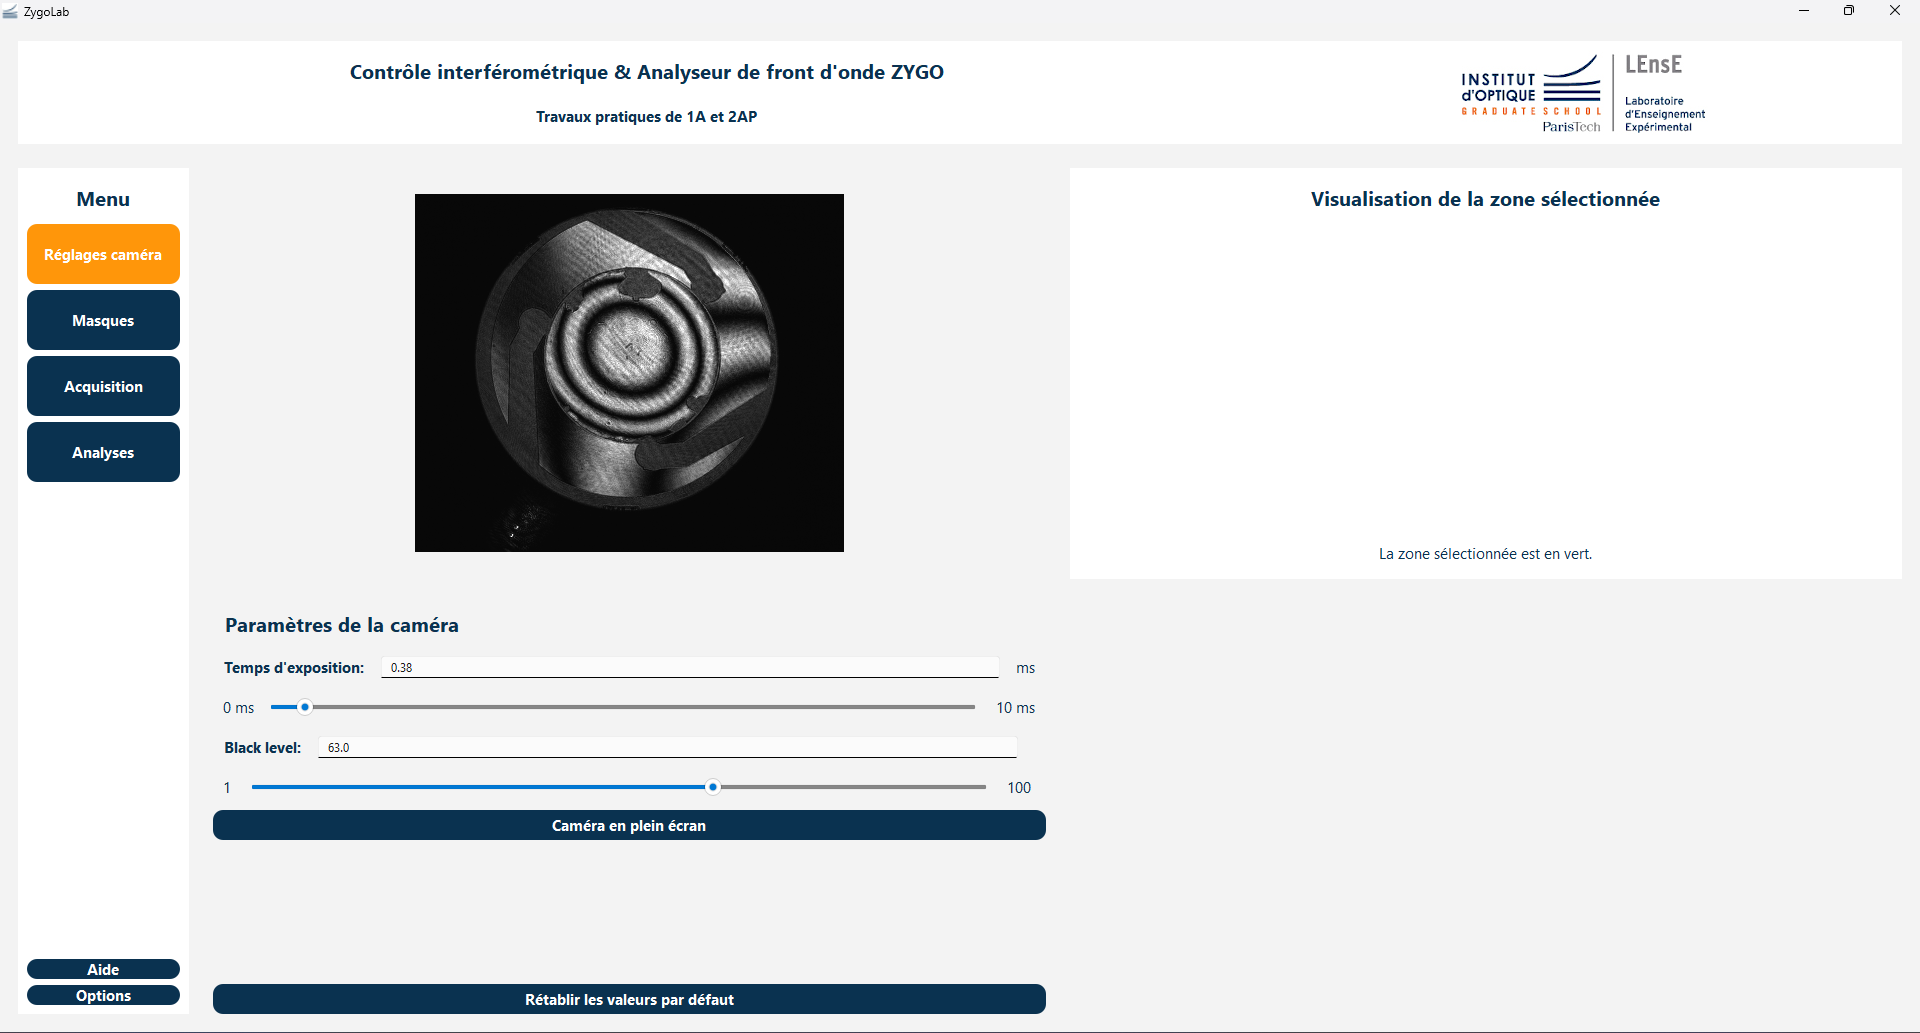 ZygoLab
Contrôle interférométrique & Analyseur de front d'onde ZYGO
Travaux pratiques de 1A et 2AP
INSTITUT
d'OPTIQUE
GRADUATE SCHOOL
ParisTech
LEnsE
Laboratoire
d'Enseignement
Expérimental
Menu
Réglages caméra
Masques
Acquisition
Analyses
Aide
Options
Paramètres de la caméra
Temps d'exposition: 0.38 ms
0 ms 10 ms
Black level: 63.0
1 100
Caméra en plein écran
Rétablir les valeurs par défaut
Visualisation de la zone sélectionnée
La zone sélectionnée est en vert.